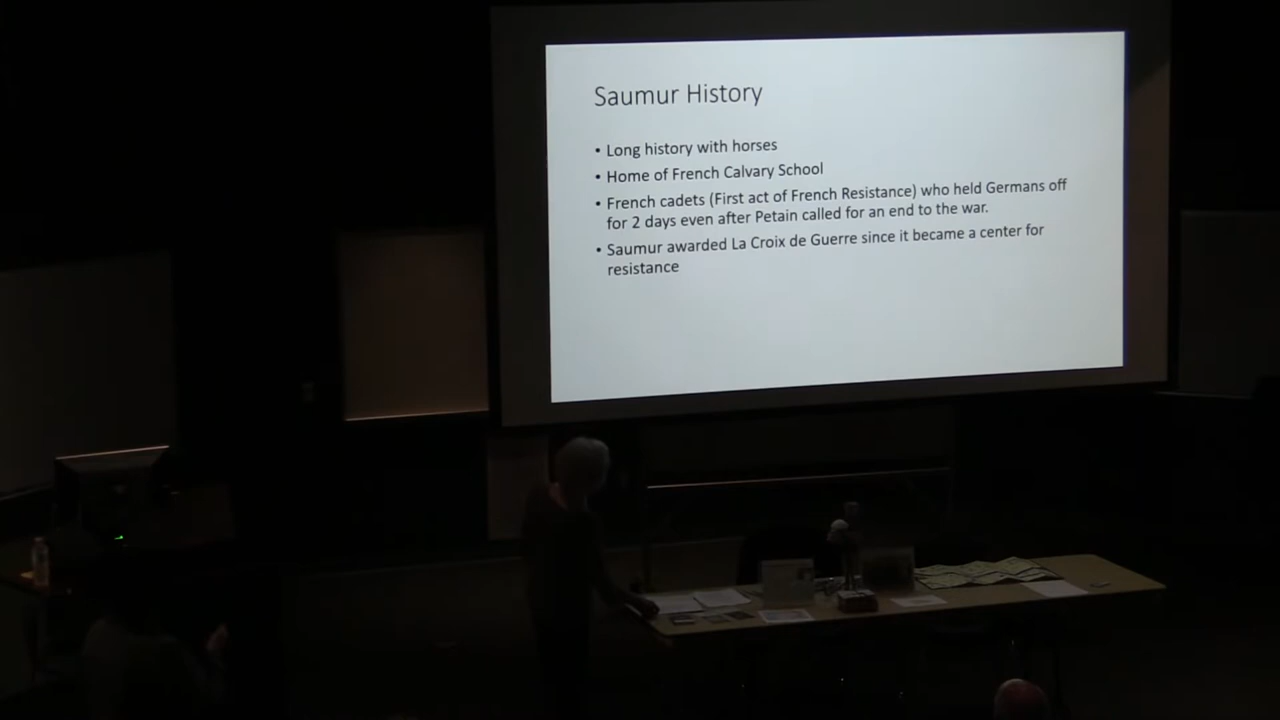 Saumur History
• Long history with horses
• Home of French Calvary School
• French cadets (First act of French Resistance) who held Germans off
for 2 days even after Petain called for an end to the war.
• Saumur awarded La Croix de Guerre since it became a center for
resistance